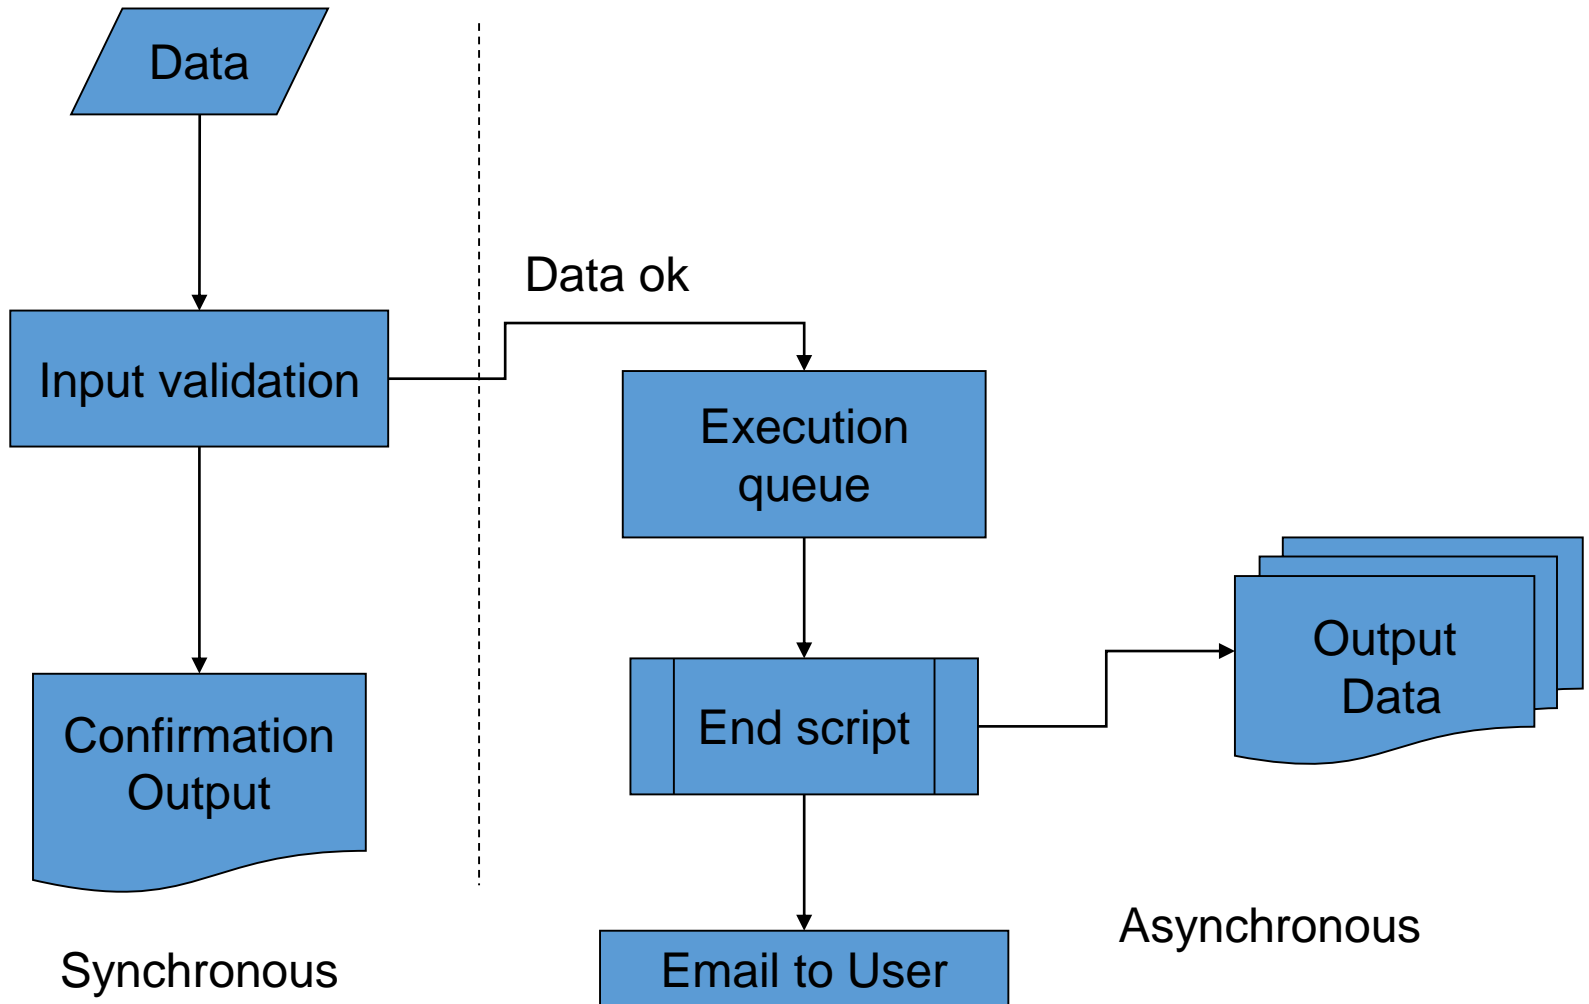 Data
Data ok
Input validation
Execution
queue
Output
Data
End script
Confirmation
Output
Asynchronous
Synchronous
Email to User